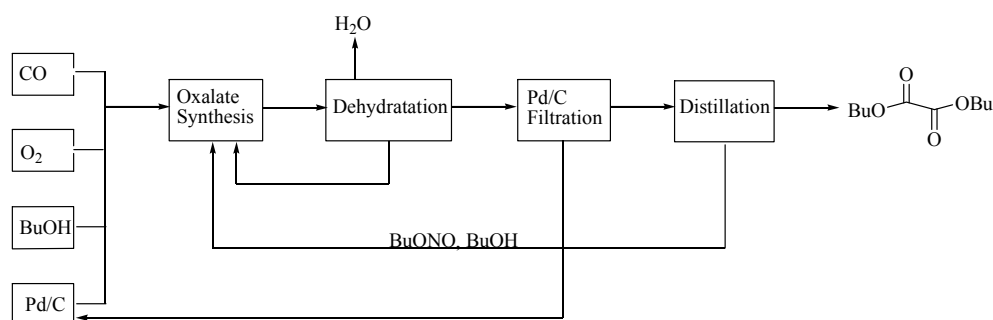 H₂O
CO
Oxalate
Synthesis
Dehydratation
Pd/C
Filtration
Distillation
BuO
O
O
OBu
O₂
BuOH
BuONO, BuOH
Pd/C